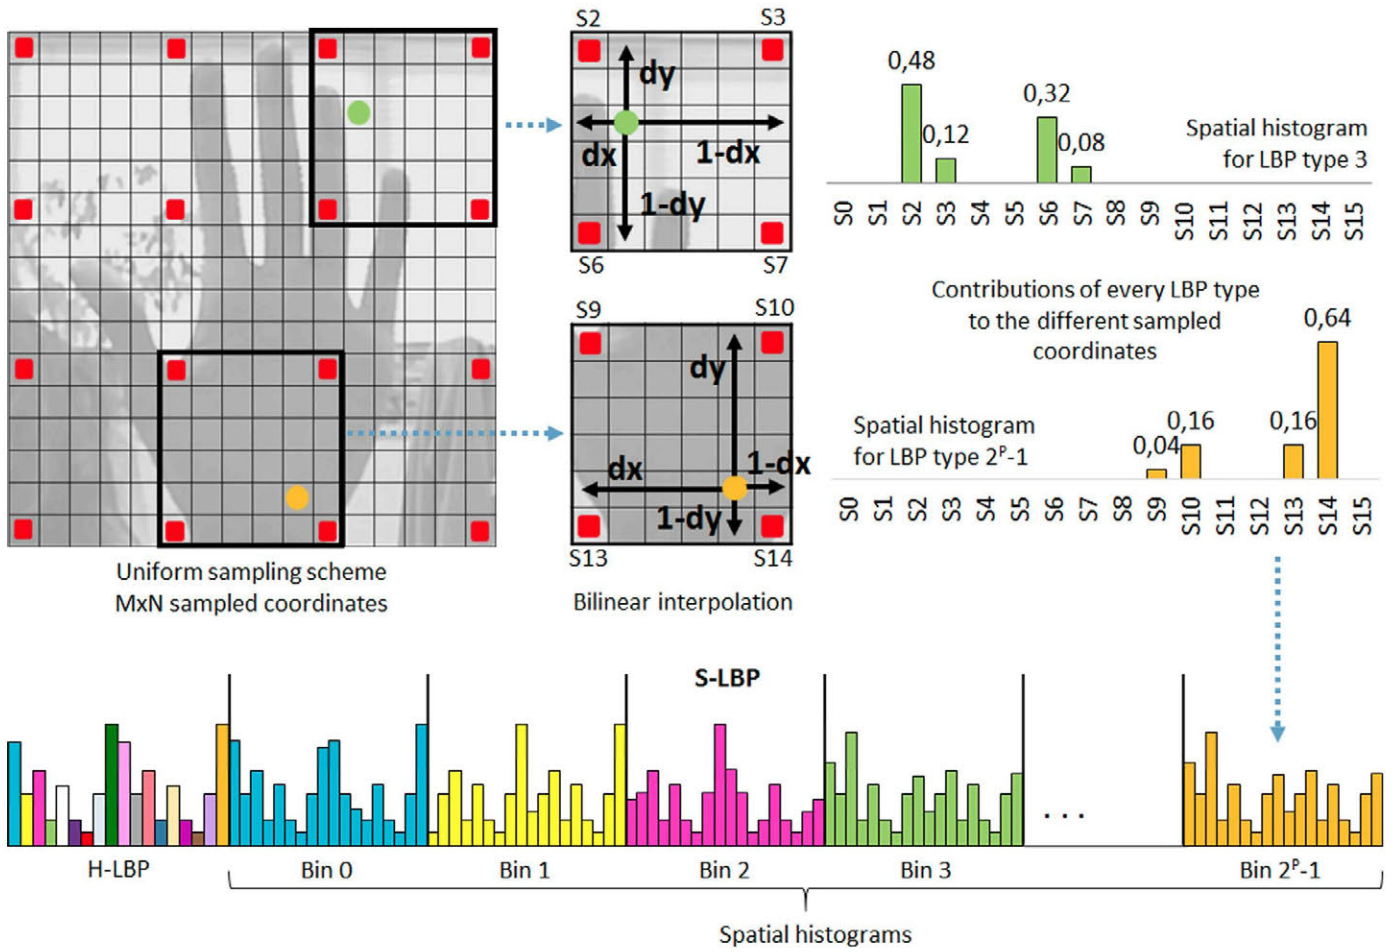 S2
S3
dy
dx
1-dx
1-dy
S6
S7
S9
S10
dy
dx
1-dx
1-dy
S13
S14
Uniform sampling scheme
MxN sampled coordinates
Bilinear interpolation
0,48
0,12
0,32
0,08
Spatial histogram
for LBP type 3
S0 S1 S2 S3 S4 S5 S6 S7 S8 S9 S10 S11 S12 S13 S14 S15
Contributions of every LBP type
to the different sampled
coordinates
0,64
0,04
0,16
0,16
Spatial histogram
for LBP type 2ᴾ-1
S0 S1 S2 S3 S4 S5 S6 S7 S8 S9 S10 S11 S12 S13 S14 S15
S-LBP
. . .
H-LBP
Bin 0
Bin 1
Bin 2
Bin 3
Bin 2ᴾ-1
Spatial histograms